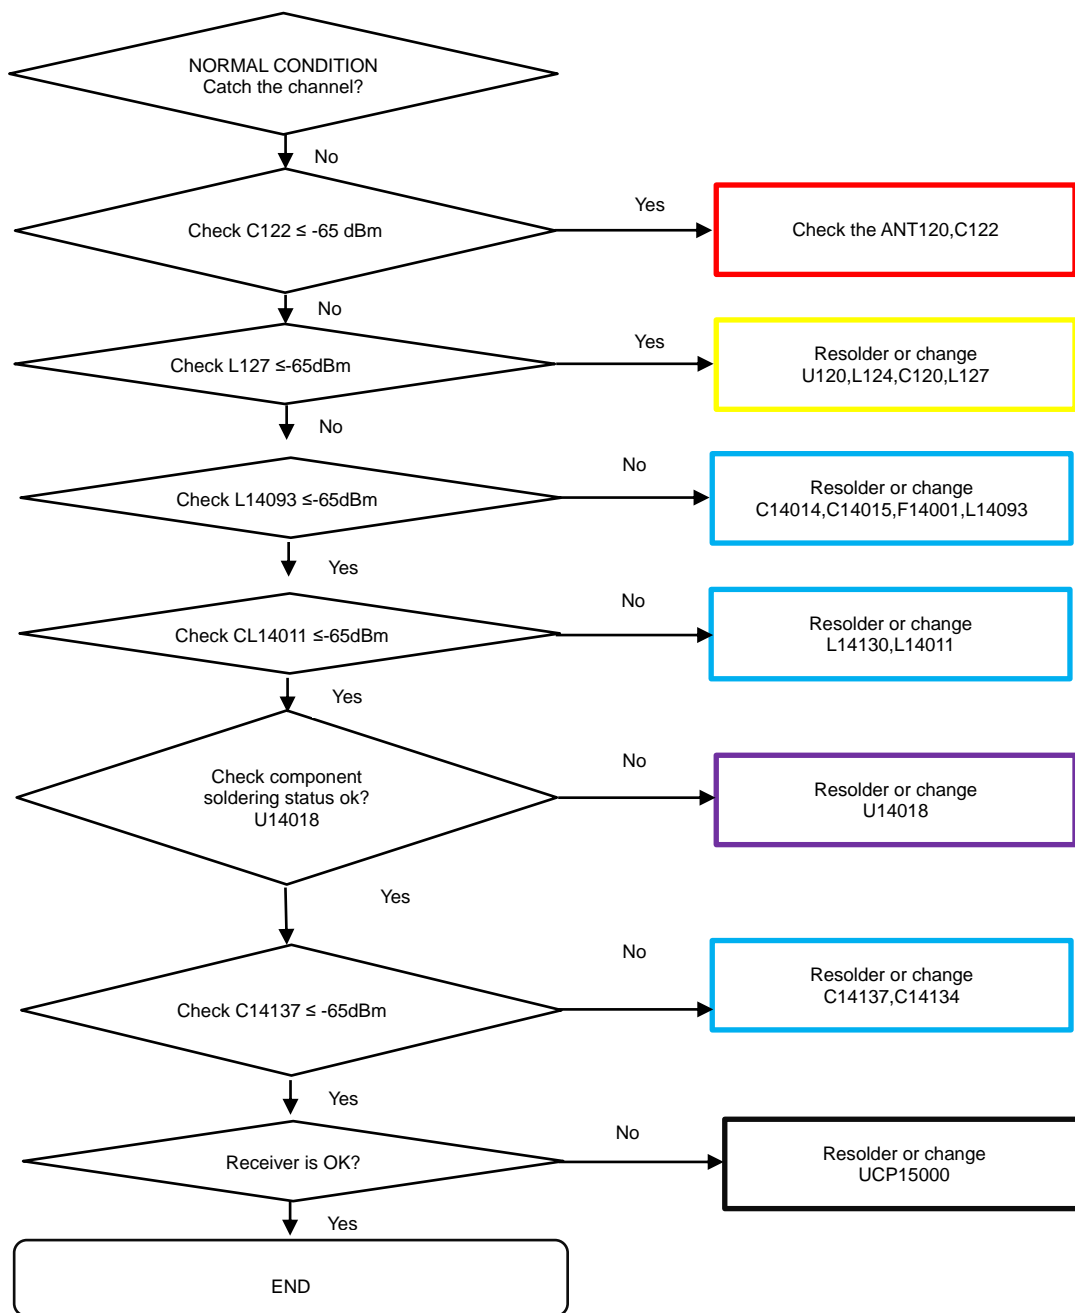 NORMAL CONDITION
Catch the channel?
No
Check C122 ≤ -65 dBm
Yes
Check the ANT120,C122
No
Check L127 ≤-65dBm
Yes
Resolder or change
U120,L124,C120,L127
No
Check L14093 ≤-65dBm
No
Resolder or change
C14014,C14015,F14001,L14093
Yes
Check CL14011 ≤-65dBm
No
Resolder or change
L14130,L14011
Yes
Check component
soldering status ok?
U14018
No
Resolder or change
U14018
Yes
Check C14137 ≤ -65dBm
No
Resolder or change
C14137,C14134
Yes
Receiver is OK?
No
Resolder or change
UCP15000
Yes
END